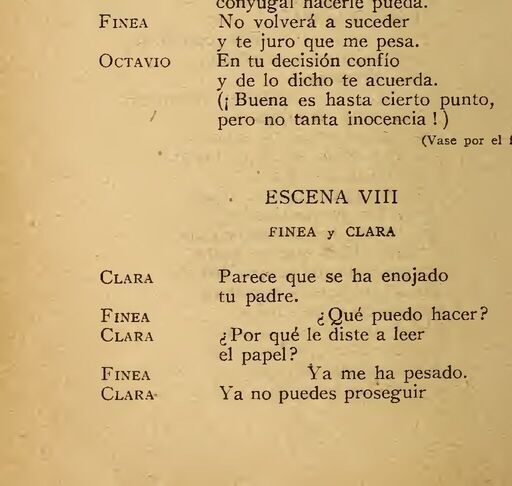 conyugal hacerle pueda.
FINEA No volverá a suceder
y te juro que me pesa.
OCTAVIO En tu decisión confío
y de lo dicho te acuerda.
(¡Buena es hasta cierto punto,
pero no tanta inocencia!)
(Vase por el
ESCENA VIII
FINEA y CLARA
CLARA Parece que se ha enojado
tu padre.
FINEA ¿Qué puedo hacer?
CLARA ¿Por qué le diste a leer
el papel?
FINEA Ya me ha pesado.
CLARA Ya no puedes proseguir